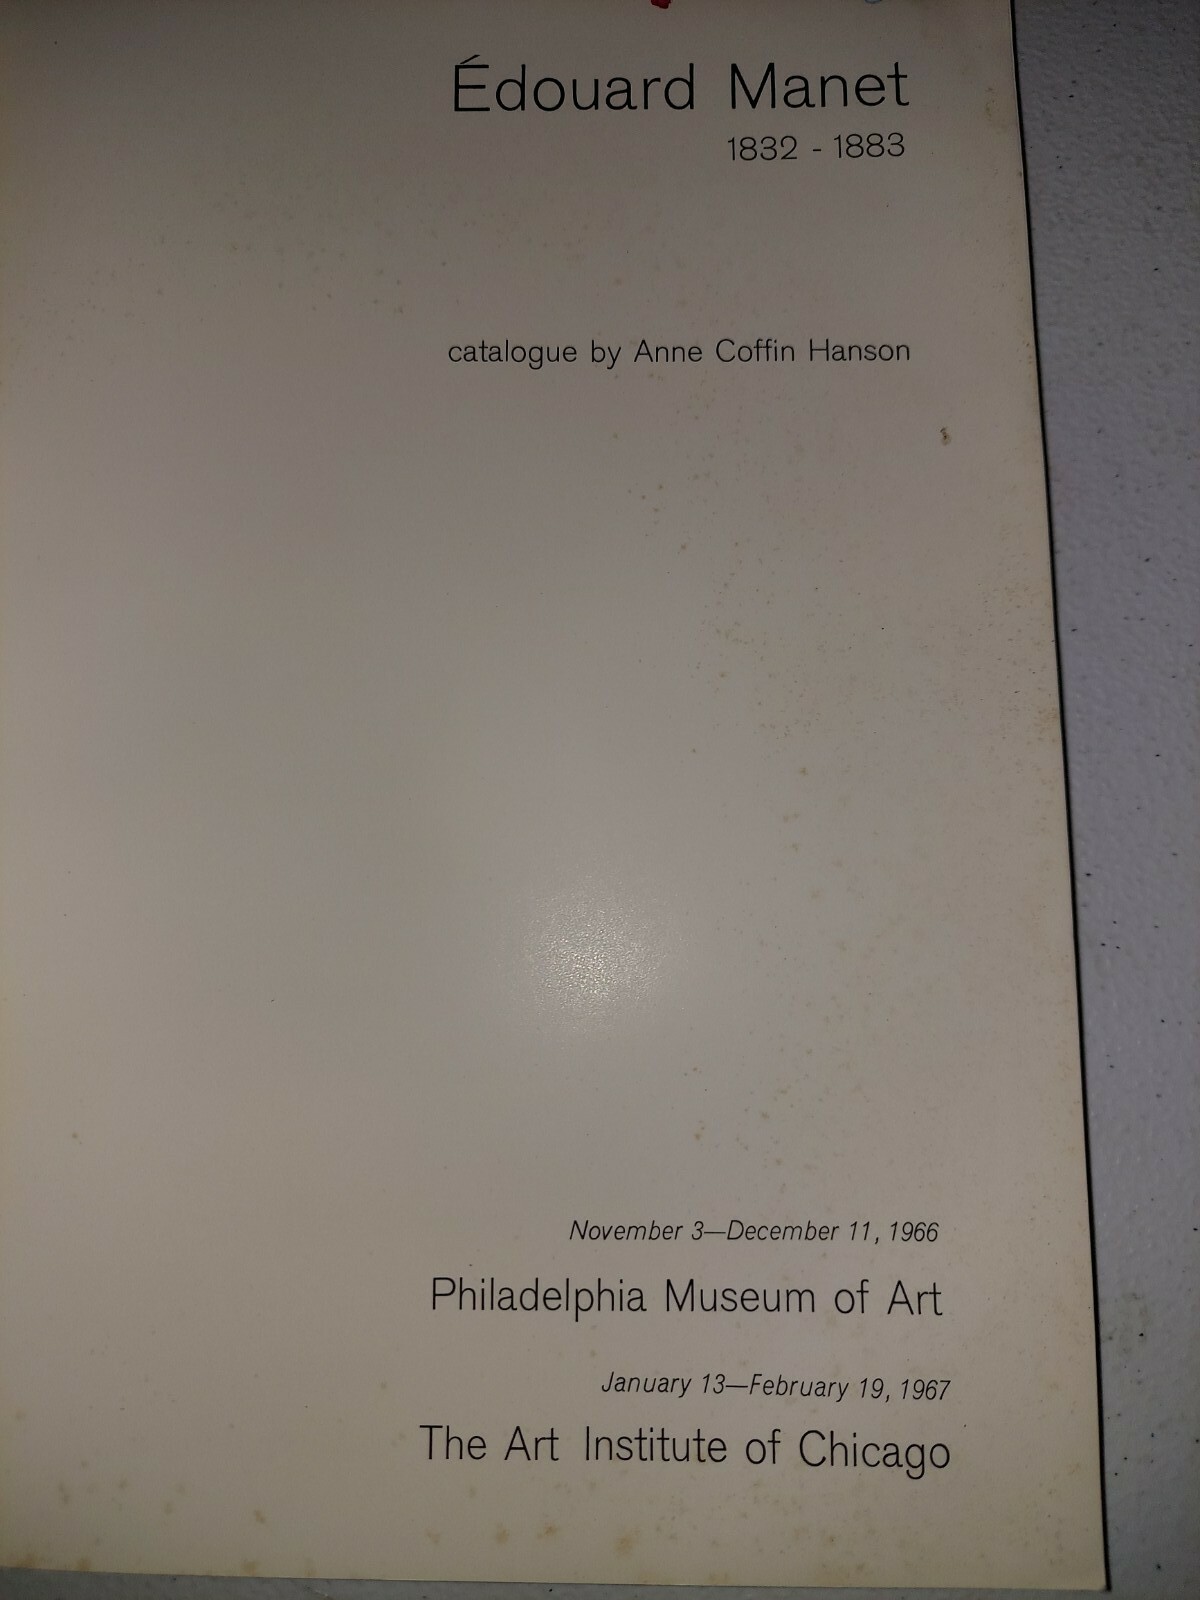 Édouard Manet
1832 - 1883
catalogue by Anne Coffin Hanson
November 3—December 11, 1966
Philadelphia Museum of Art
January 13—February 19, 1967
The Art Institute of Chicago